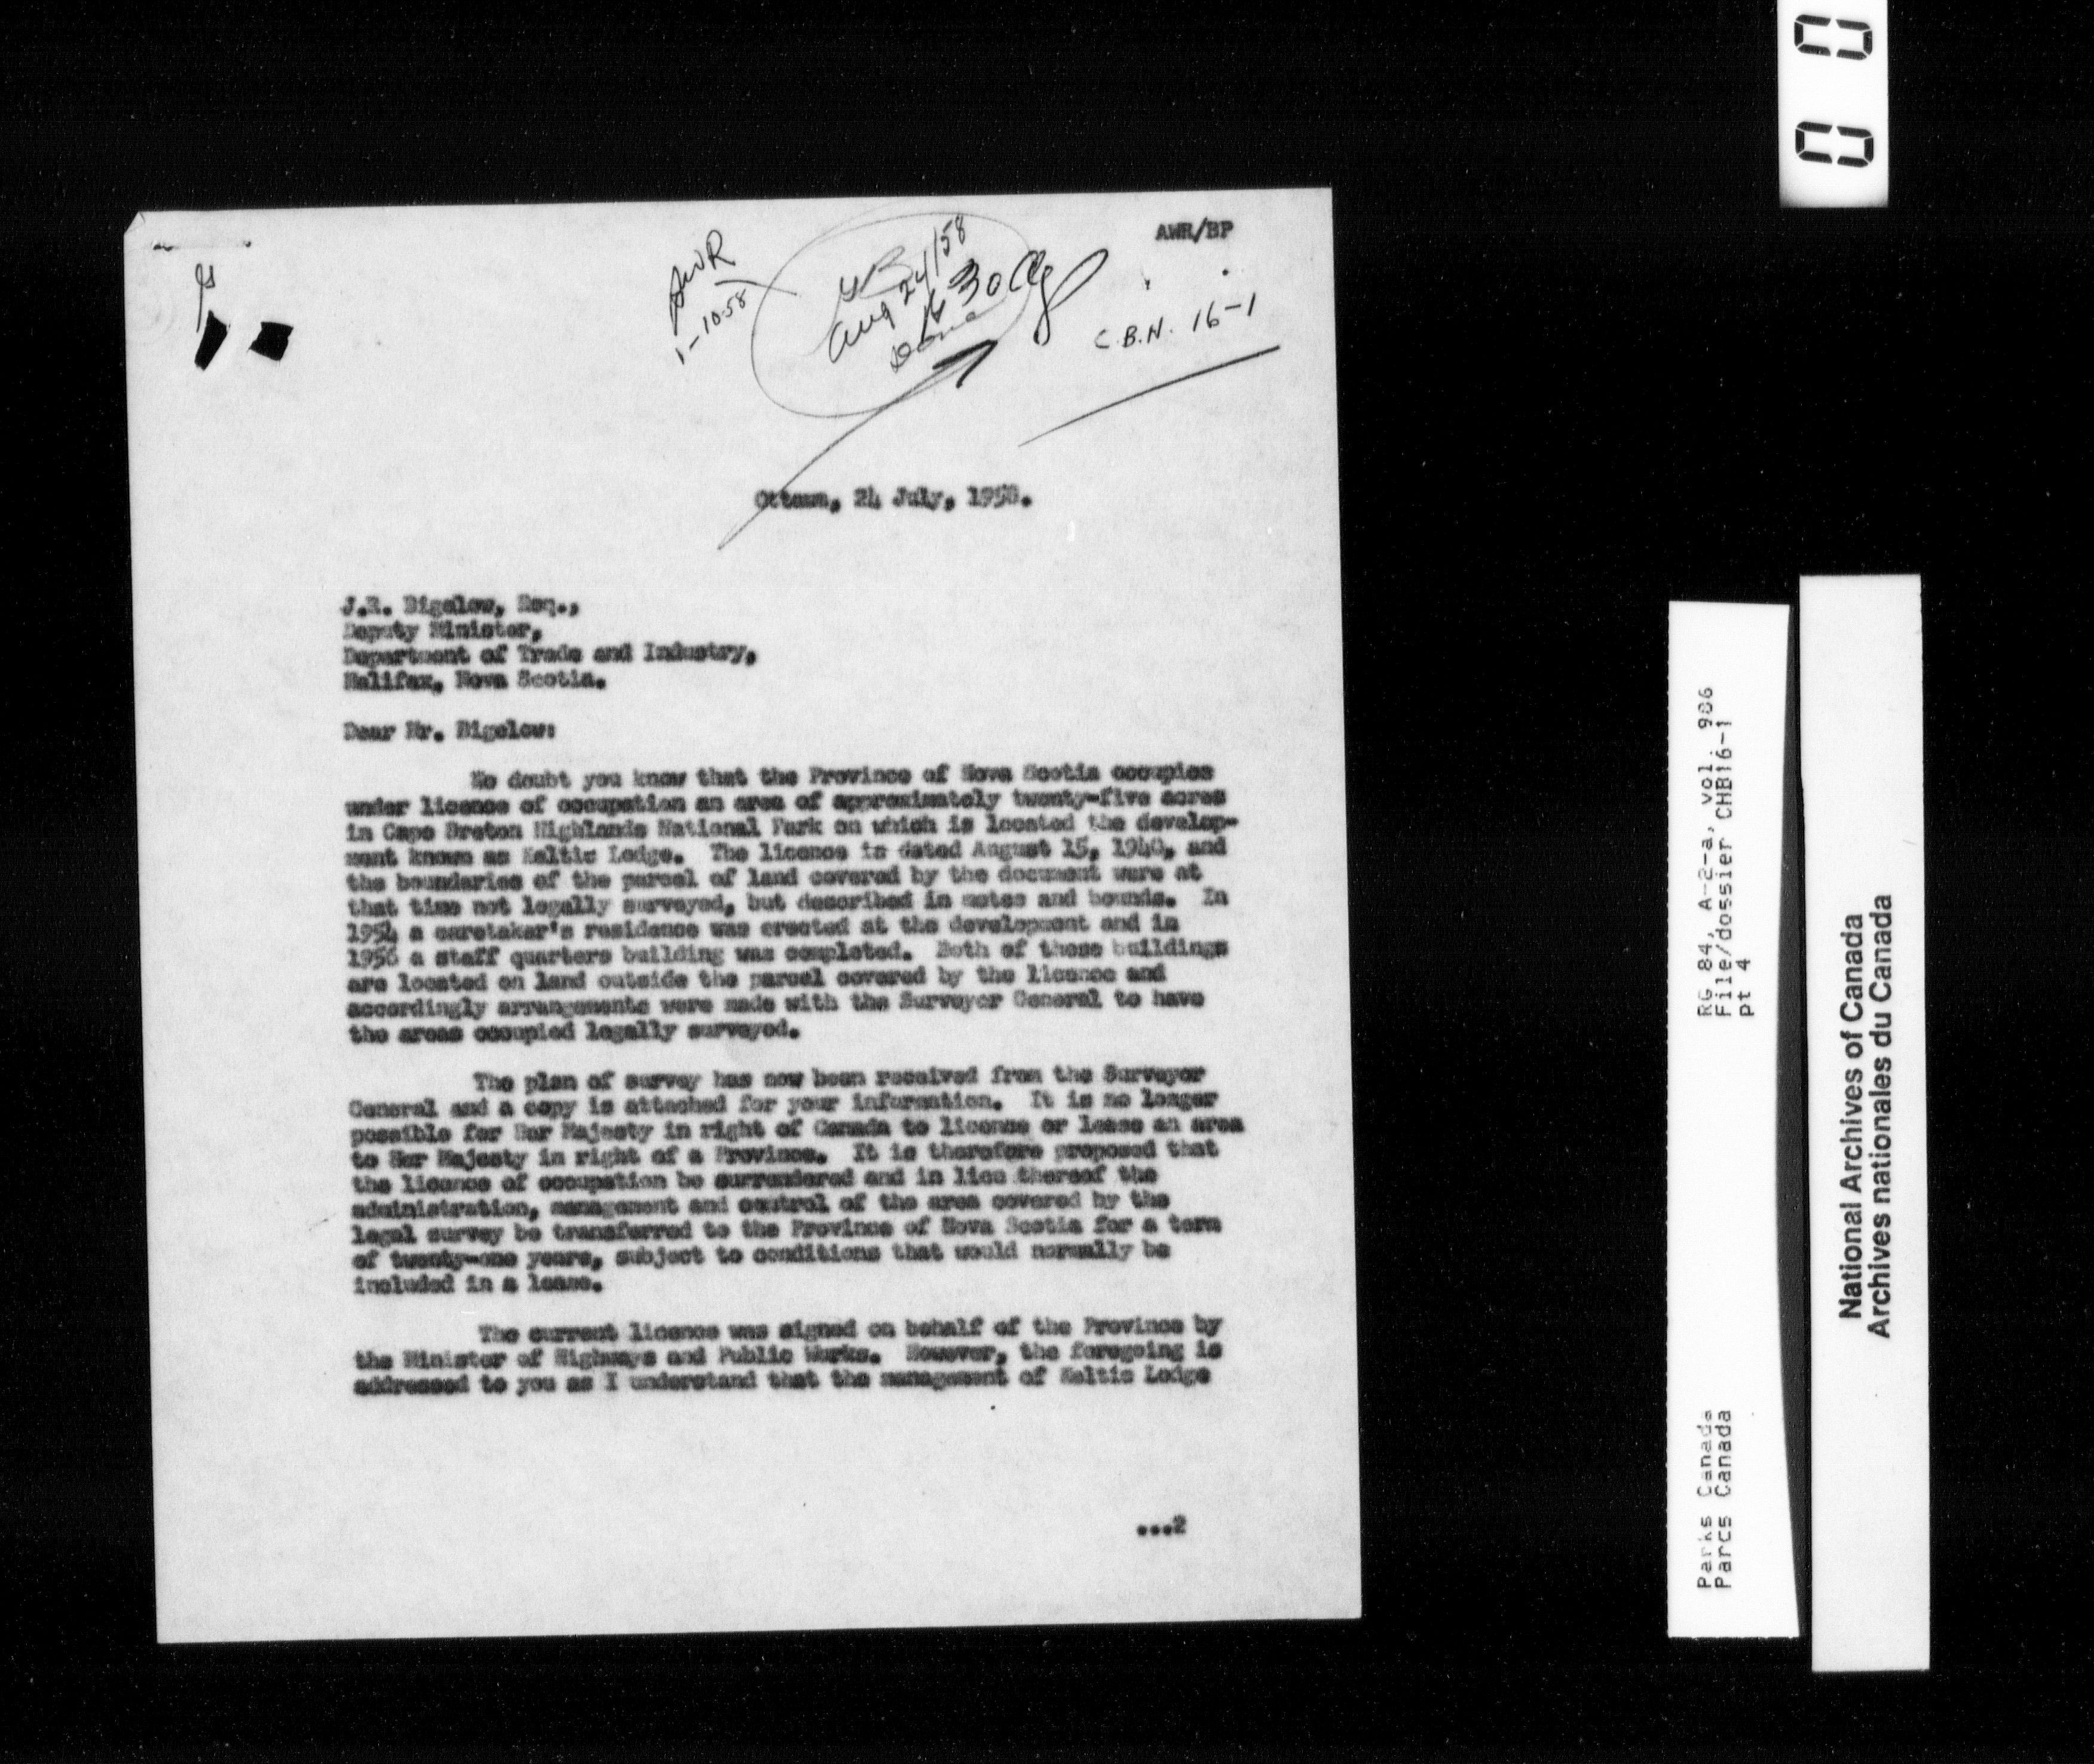 AWR/BP
AWR
1-10-58
Aug 24/58
30
C.B.N. 16-1
Ottawa, 24 July, 1958.
J.R. Bigelow, Esq.,
Deputy Minister,
Department of Trade and Industry,
Halifax, Nova Scotia.
Dear Mr. Bigelow:
No doubt you know that the Province of Nova Scotia occupies
under licence of occupation an area of approximately twenty-five acres
in Cape Breton Highlands National Park on which is located the develop-
ment known as Keltic Lodge. The licence is dated August 15, 1940, and
the boundaries of the parcel of land covered by the document were at
that time not legally surveyed, but described in metes and bounds. In
1954 a caretaker's residence was erected at the development and in
1956 a staff quarters building was completed. Both of these buildings
are located on land outside the parcel covered by the licence and
accordingly arrangements were made with the Surveyor General to have
the areas occupied legally surveyed.
The plan of survey has now been received from the Surveyor
General and a copy is attached for your information. It is no longer
possible for Her Majesty in right of Canada to licence or lease an area
to Her Majesty in right of a Province. It is therefore proposed that
the licence of occupation be surrendered and in lieu thereof the
administration, management and control of the area covered by the
legal survey be transferred to the Province of Nova Scotia for a term
of twenty-one years, subject to conditions that would normally be
included in a lease.
The current licence was signed on behalf of the Province by
the Minister of Highways and Public Works. However, the foregoing is
addressed to you as I understand that the management of Keltic Lodge
...2
00
RG 84, A-2-a, vol. 906
File/dossier CHB16-1
Pt 4
Parks Canada
Parcs Canada
National Archives of Canada
Archives nationales du Canada